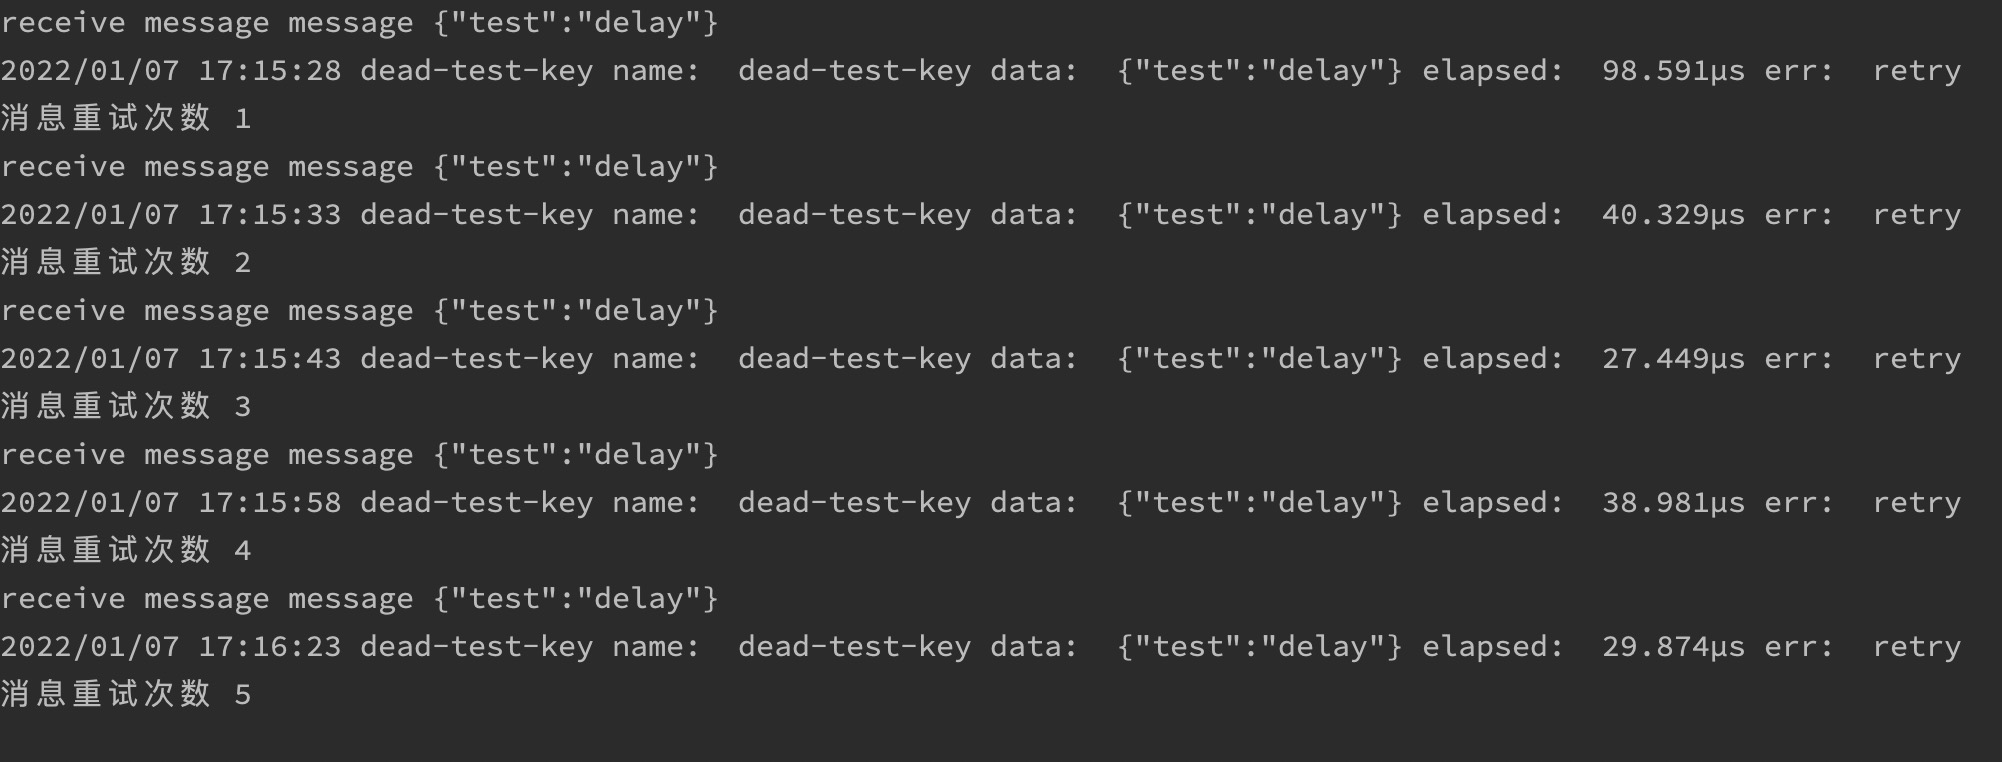 receive message message {"test":"delay"}
2022/01/07 17:15:28 dead-test-key name:  dead-test-key data:  {"test":"delay"} elapsed:  98.591µs err:  retry
消息重试次数 1
receive message message {"test":"delay"}
2022/01/07 17:15:33 dead-test-key name:  dead-test-key data:  {"test":"delay"} elapsed:  40.329µs err:  retry
消息重试次数 2
receive message message {"test":"delay"}
2022/01/07 17:15:43 dead-test-key name:  dead-test-key data:  {"test":"delay"} elapsed:  27.449µs err:  retry
消息重试次数 3
receive message message {"test":"delay"}
2022/01/07 17:15:58 dead-test-key name:  dead-test-key data:  {"test":"delay"} elapsed:  38.981µs err:  retry
消息重试次数 4
receive message message {"test":"delay"}
2022/01/07 17:16:23 dead-test-key name:  dead-test-key data:  {"test":"delay"} elapsed:  29.874µs err:  retry
消息重试次数 5